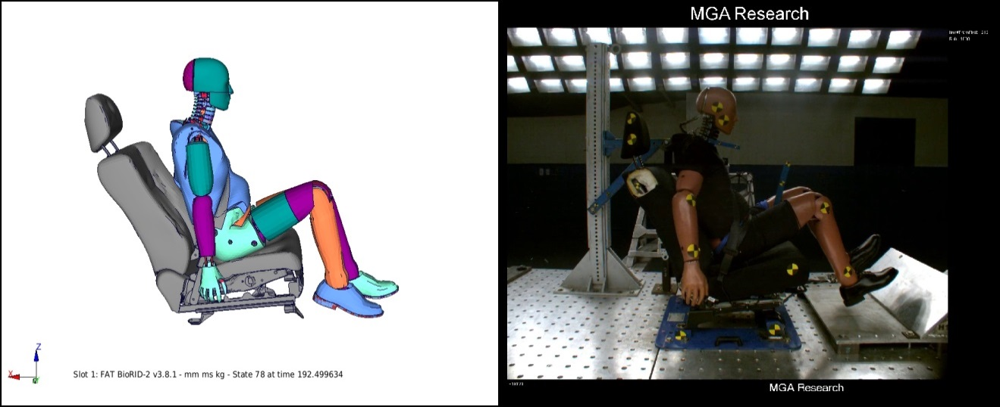 MGA Research
Z
X
Slot 1: FAT BioRID-2 v3.8.1 - mm ms kg - State 78 at time 192.499634
MGA Research